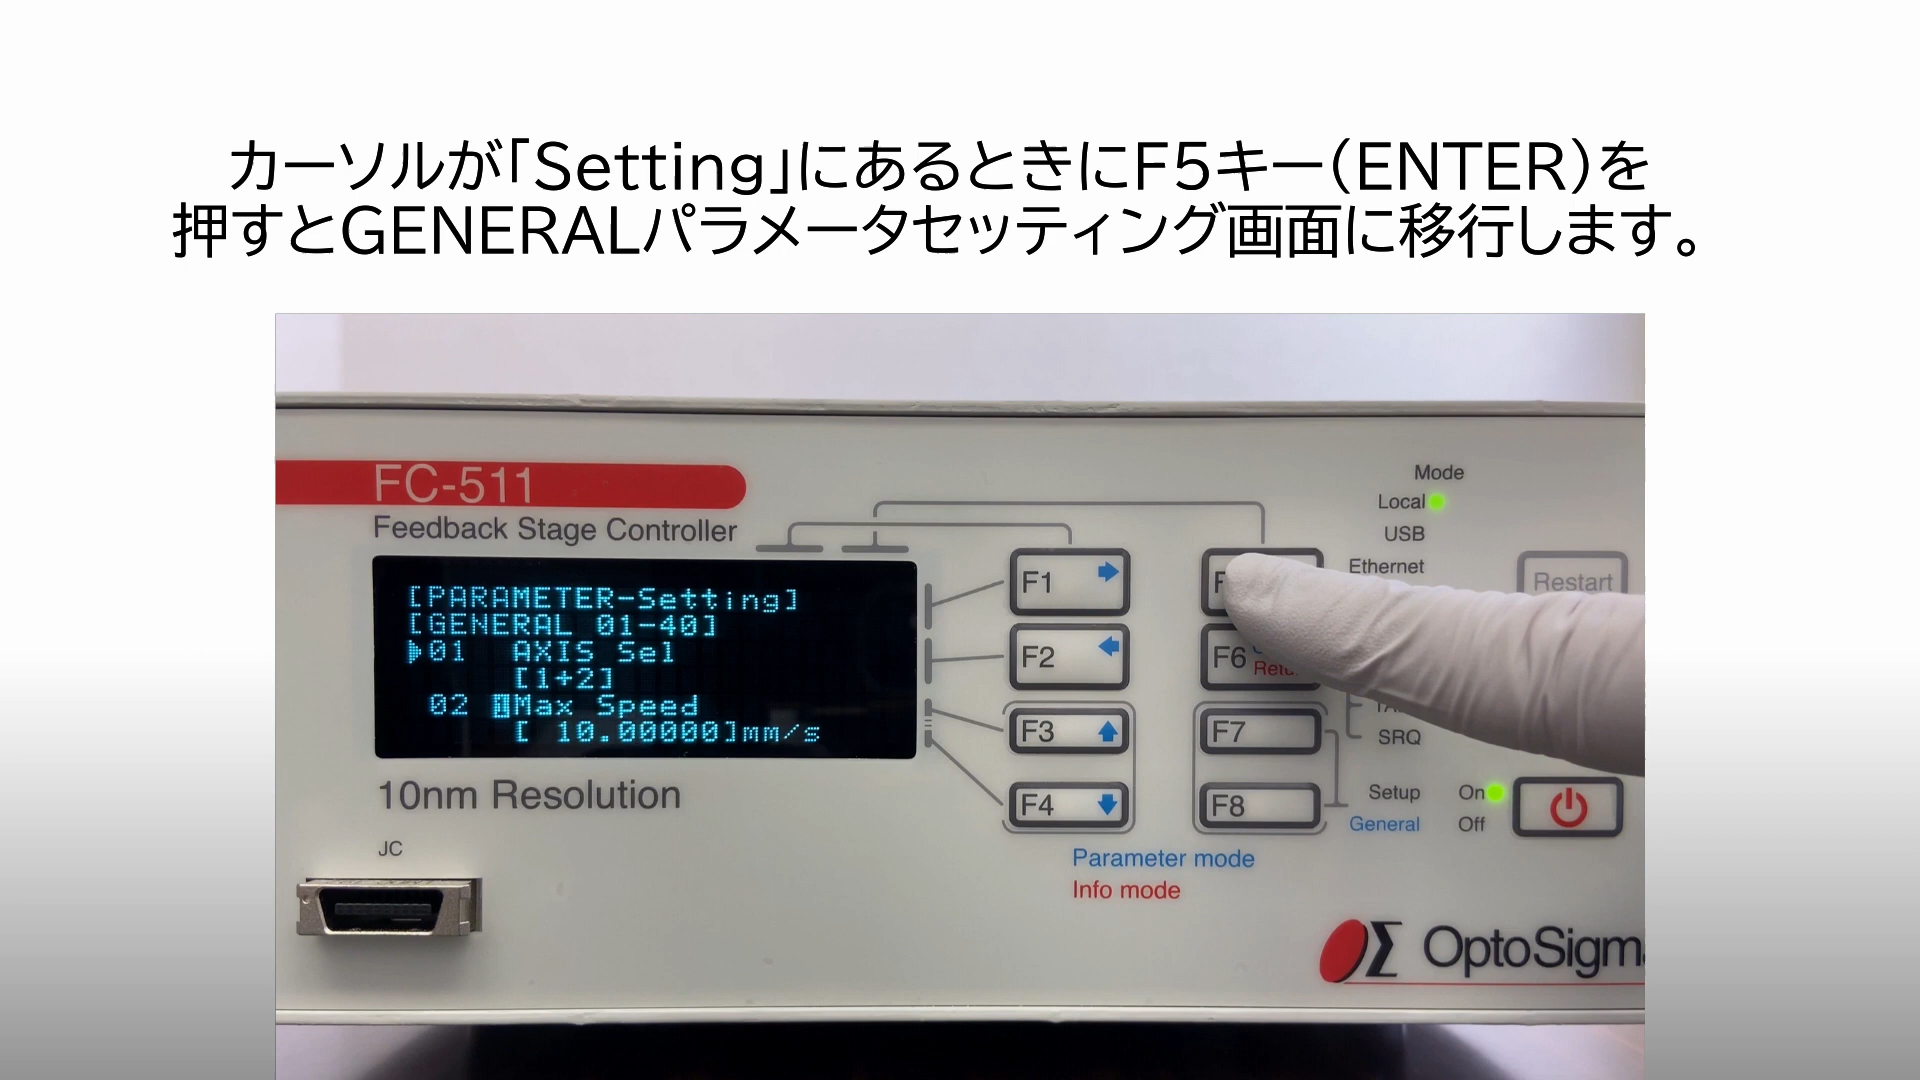 カーソルが「Setting」にあるときにF5キー(ENTER)を
押すとGENERALパラメータセッティング画面に移行します。
FC-511
Feedback Stage Controller
[PARAMETER-Setting]
[GENERAL 01-40]
01 AXIS Sel
[1+2]
02 Max Speed
[ 10.00000]mm/s
10nm Resolution
JC
F1
F2
F3
F4
F6
F7
F8
Parameter mode
Info mode
Mode
Local
USB
Ethernet
SRQ
Setup
General
On
Off
Restart
OptoSigm